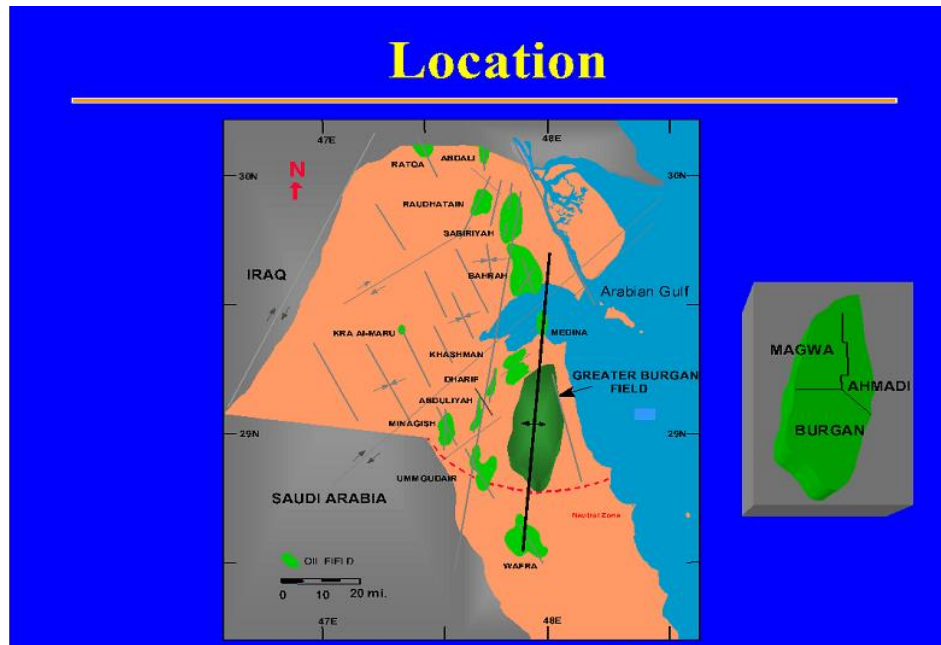 Location
47E
48E
N
RATQA
ABDALI
30N
30N
RAUDHATAIN
SABIRIYAH
IRAQ
BAHRAH
Arabian Gulf
KRA Al-MARU
MEDINA
KHASHMAN
GREATER BURGAN
FIELD
DHARIF
ABDULIYAH
MINAGISH
29N
29N
UMMGUDAIR
SAUDI ARABIA
Neutral Zone
OIL FIELD
WAFRA
0 10 20 mi.
47E
48E
MAGWA
AHMADI
BURGAN